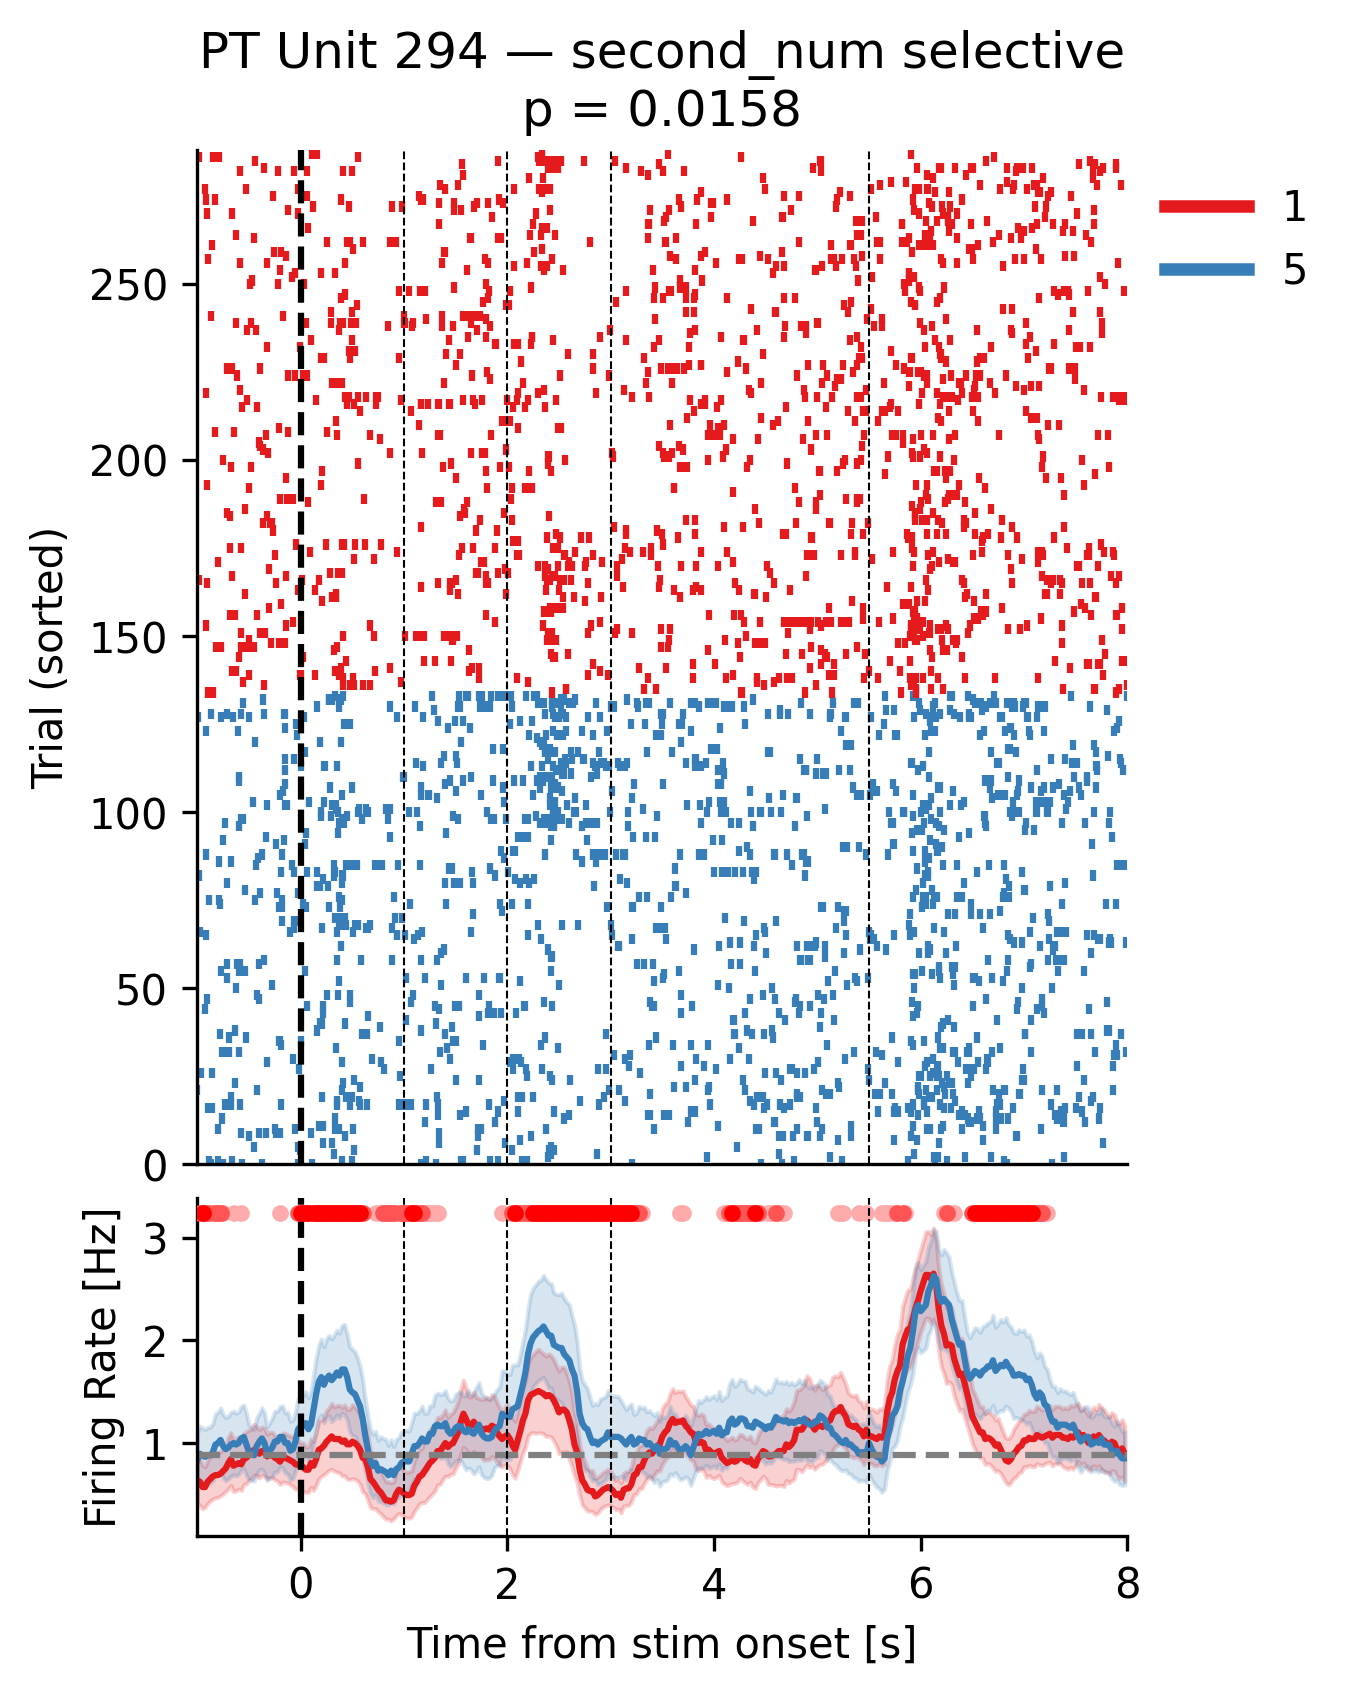 PT Unit 294 — second_num selective
p = 0.0158
1
5
Trial (sorted)
250
200
150
100
50
0
Firing Rate [Hz]
3
2
1
0 2 4 6 8
Time from stim onset [s]